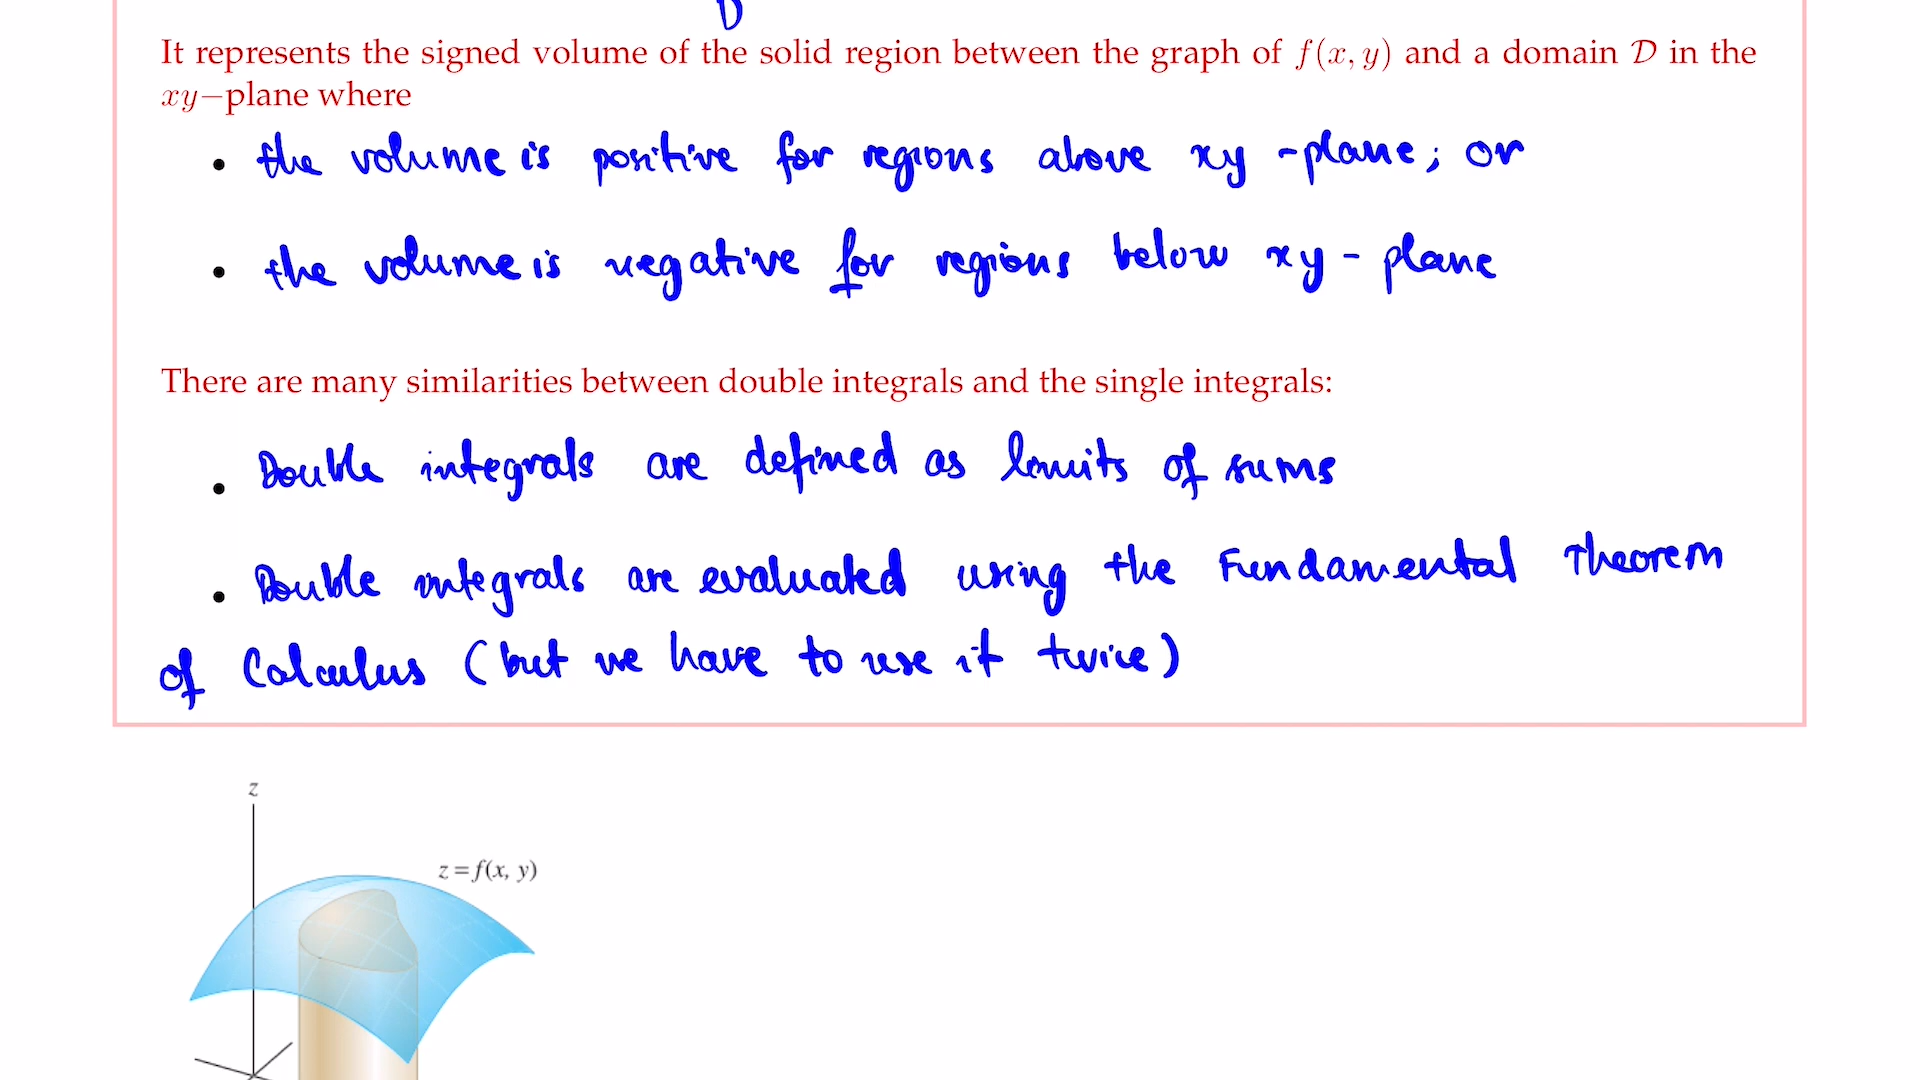 D
It represents the signed volume of the solid region between the graph of f(x, y) and a domain D in the
xy−plane where
• the volume is positive for regions above xy -plane; or
• the volume is negative for regions below xy - plane
There are many similarities between double integrals and the single integrals:
• Double integrals are defined as limits of sums
• Double integrals are evaluated using the Fundamental Theorem
of Calculus (but we have to use it twice)
z
z = f(x, y)